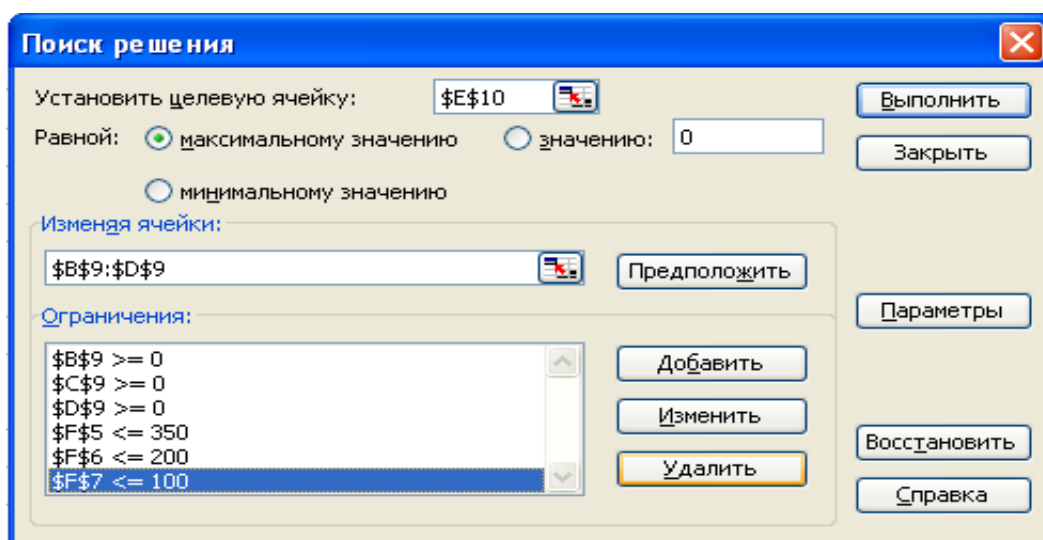 Поиск решения
Установить целевую ячейку: $E$10
Выполнить
Равной: максимальному значению значению: 0
Закрыть
минимальному значению
Изменяя ячейки:
$B$9:$D$9
Предположить
Ограничения:
Параметры
$B$9 >= 0
$C$9 >= 0
$D$9 >= 0
$F$5 <= 350
$F$6 <= 200
$F$7 <= 100
Добавить
Изменить
Удалить
Восстановить
Справка